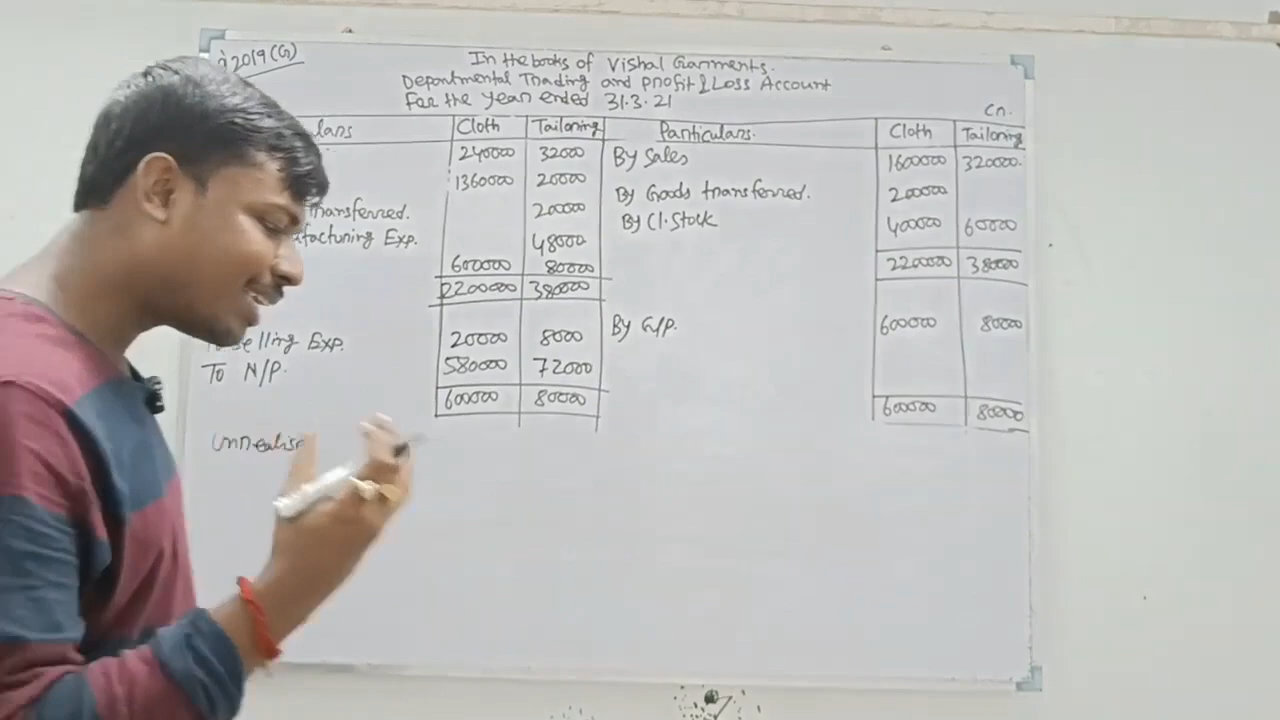 2019 (G)
In the books of Vishal Garments.
Departmental Trading and Profit & Loss Account
For the Year ended 31.3.21
Cr.
lars Cloth Tailoring Particulars. Cloth Tailoring
240000 32000 By Sales 1600000 320000
1360000 20000 By Goods transferred. 200000
transferred. 200000 By Cl. Stock 400000 60000
facturing Exp. 48000
600000 80000 2200000 380000
2200000 380000
By G/P. 600000 80000
To Selling Exp. 20000 8000
To N/P. 580000 72000
600000 80000 600000 80000
Unrealise